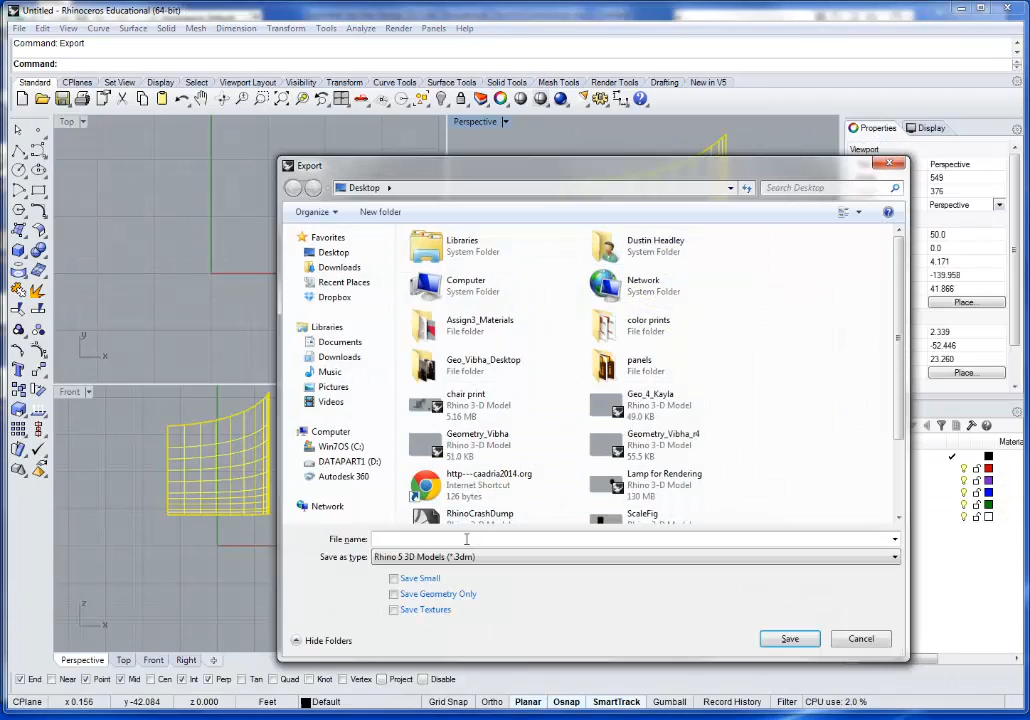 Untitled - Rhinoceros Educational (64-bit)
File Edit View Curve Surface Solid Mesh Dimension Transform Tools Analyze Render Panels Help
Command: Export
Command:
Standard CPlanes Set View Display Select Viewport Layout Visibility Transform Curve Tools Surface Tools Solid Tools Mesh Tools Render Tools Drafting New in V5
Top
Perspective
Properties Display
Viewport
Perspective
549
376
Perspective
50.0
0.0
4.171
-139.958
41.866
Place...
2.339
-52.446
23.260
Place...
Materia
Export
Desktop
Search Desktop
Organize New folder
Favorites
Desktop
Downloads
Recent Places
Dropbox
Libraries
Documents
Downloads
Music
Pictures
Videos
Computer
Win7OS (C:)
DATAPART1 (D:)
Autodesk 360
Network
Libraries
System Folder
Dustin Headley
System Folder
Computer
System Folder
Network
System Folder
Assign3_Materials
File folder
color prints
File folder
Geo_Vibha_Desktop
File folder
panels
File folder
chair print
Rhino 3-D Model
5.16 MB
Geo_4_Kayla
Rhino 3-D Model
49.0 KB
Geometry_Vibha
Rhino 3-D Model
51.0 KB
Geometry_Vibha_r4
Rhino 3-D Model
55.5 KB
http---caadria2014.org
Internet Shortcut
126 bytes
Lamp for Rendering
Rhino 3-D Model
130 MB
RhinoCrashDump
Rhino 3-D Model
ScaleFig
Rhino 3-D Model
File name:
Save as type: Rhino 5 3D Models (*.3dm)
Save Small
Save Geometry Only
Save Textures
Hide Folders
Save Cancel
y
x
Front
z
x
Perspective Top Front Right
End Near Point Mid Cen Int Perp Tan Quad Knot Vertex Project Disable
CPlane x 0.156 y -42.084 z 0.000 Feet Default Grid Snap Ortho Planar Osnap SmartTrack Gumball Record History Filter CPU use: 2.0 %